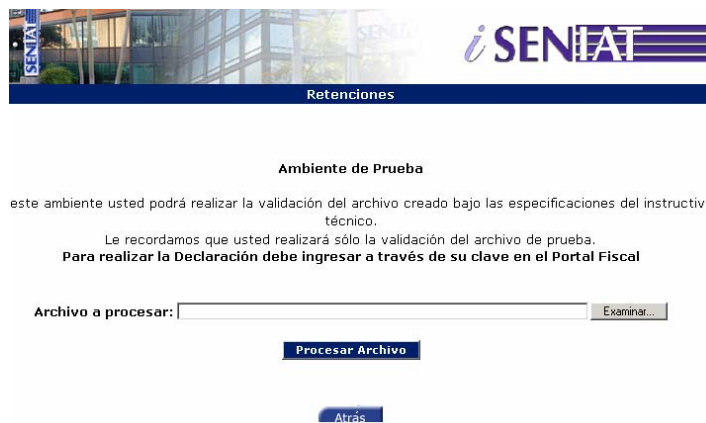 SENIAT
i SENIAT
Retenciones
Ambiente de Prueba
este ambiente usted podrá realizar la validación del archivo creado bajo las especificaciones del instructiv
técnico.
Le recordamos que usted realizará sólo la validación del archivo de prueba.
Para realizar la Declaración debe ingresar a través de su clave en el Portal Fiscal
Archivo a procesar: Examinar...
Procesar Archivo
Atrás